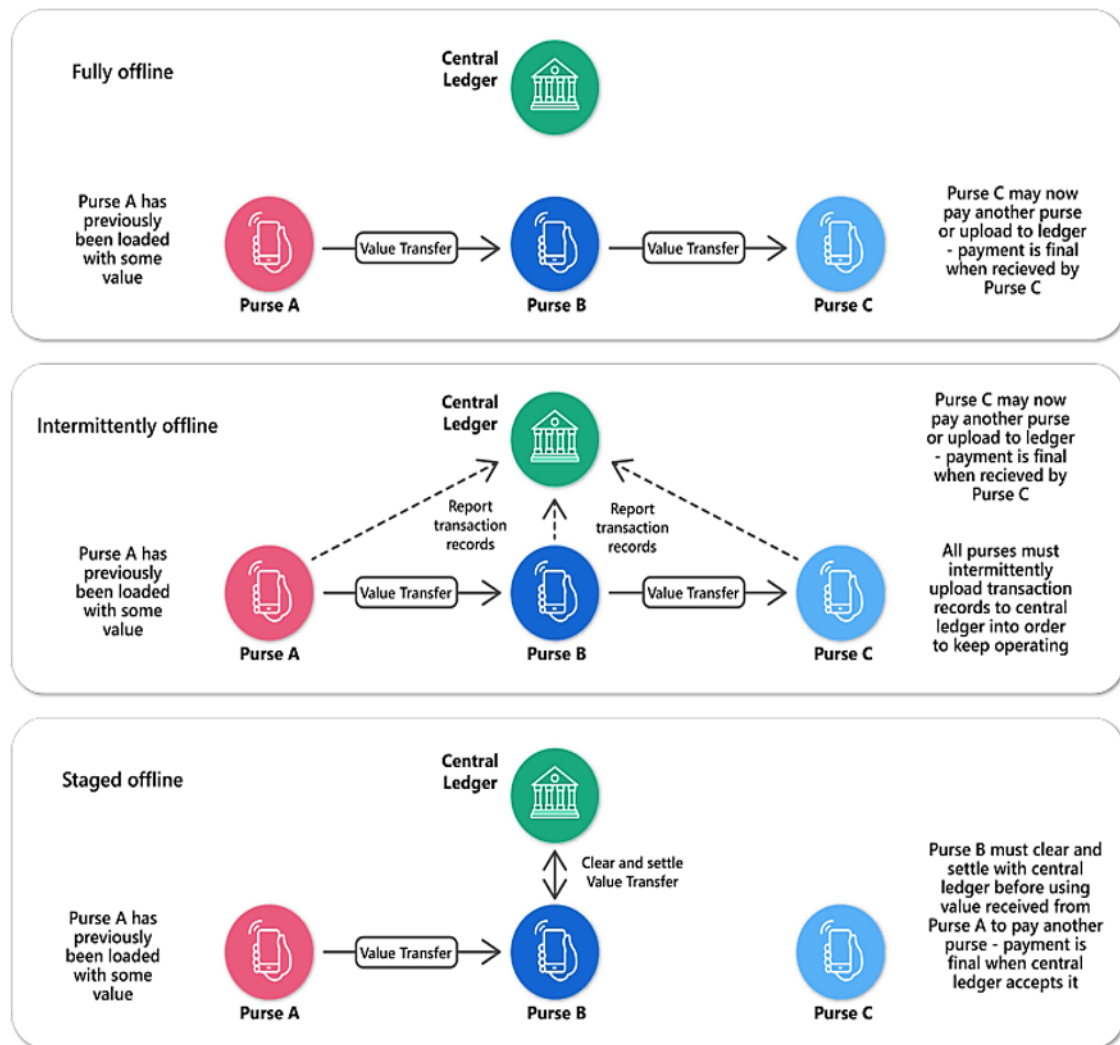 Fully offline
Central
Ledger
Purse A has
previously
been loaded
with some
value
Value Transfer
Value Transfer
Purse C may now
pay another purse
or upload to ledger
- payment is final
when recieved by
Purse C
Purse A
Purse B
Purse C
Intermittently offline
Central
Ledger
Purse C may now
pay another purse
or upload to ledger
- payment is final
when recieved by
Purse C
Report
transaction
records
Report
transaction
records
Purse A has
previously
been loaded
with some
value
Value Transfer
Value Transfer
All purses must
intermittently
upload transaction
records to central
ledger into order
to keep operating
Purse A
Purse B
Purse C
Staged offline
Central
Ledger
Clear and settle
Value Transfer
Purse A has
previously
been loaded
with some
value
Value Transfer
Purse B must clear and
settle with central
ledger before using
value received from
Purse A to pay another
purse - payment is
final when central
ledger accepts it
Purse A
Purse B
Purse C